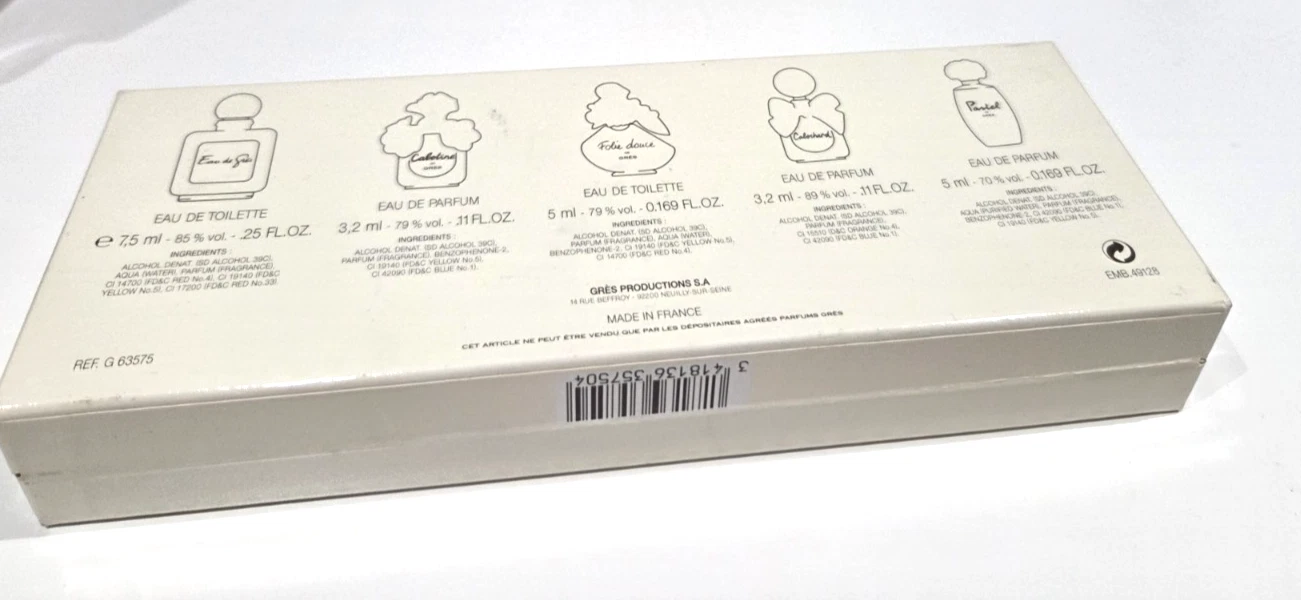 Eau de Grès
EAU DE TOILETTE
℮ 7,5 ml - 85 % vol. - .25 FL.OZ.
INGREDIENTS :
ALCOHOL DENAT. (SD ALCOHOL 39C),
AQUA (WATER), PARFUM (FRAGRANCE),
CI 14700 (FD&C RED No.4), CI 19140 (FD&C
YELLOW No.5), CI 17200 (FD&C RED No.33)
Cabotine
DE
GRÈS
EAU DE PARFUM
3,2 ml - 79 % vol. - .11 FL.OZ.
INGREDIENTS :
ALCOHOL DENAT. (SD ALCOHOL 39C),
PARFUM (FRAGRANCE), BENZOPHENONE-2,
CI 19140 (FD&C YELLOW No.5),
CI 42090 (FD&C BLUE No.1).
Folie douce
DE
GRÈS
EAU DE TOILETTE
5 ml - 79 % vol. - 0.169 FL.OZ.
INGREDIENTS :
ALCOHOL DENAT. (SD ALCOHOL 39C),
PARFUM (FRAGRANCE), AQUA (WATER),
BENZOPHENONE-2, CI 19140 (FD&C YELLOW No.5),
CI 14700 (FD&C RED No.4).
Cabochard
EAU DE PARFUM
3,2 ml - 89 % vol. - .11 FL.OZ.
INGREDIENTS :
ALCOHOL DENAT. (SD ALCOHOL 39C),
PARFUM (FRAGRANCE),
CI 15510 (D&C ORANGE No.4),
CI 42090 (FD&C BLUE No.1).
Pastel
DE
GRÈS
EAU DE PARFUM
5 ml - 70 % vol. - 0.169 FL.OZ.
INGREDIENTS :
ALCOHOL DENAT. (SD ALCOHOL 39C),
AQUA (PURIFIED WATER), PARFUM (FRAGRANCE),
BENZOPHENONE-2, CI 42090 (FD&C BLUE No.1),
CI 19140 (FD&C YELLOW No.5).
EMB.49128
GRÈS PRODUCTIONS S.A
18 RUE BEFFROY - 92200 NEUILLY-SUR-SEINE
MADE IN FRANCE
CET ARTICLE NE PEUT ÊTRE VENDU QUE PAR LES DÉPOSITAIRES AGRÉÉS PARFUMS GRÈS
REF. G 63575
3 418136 357504